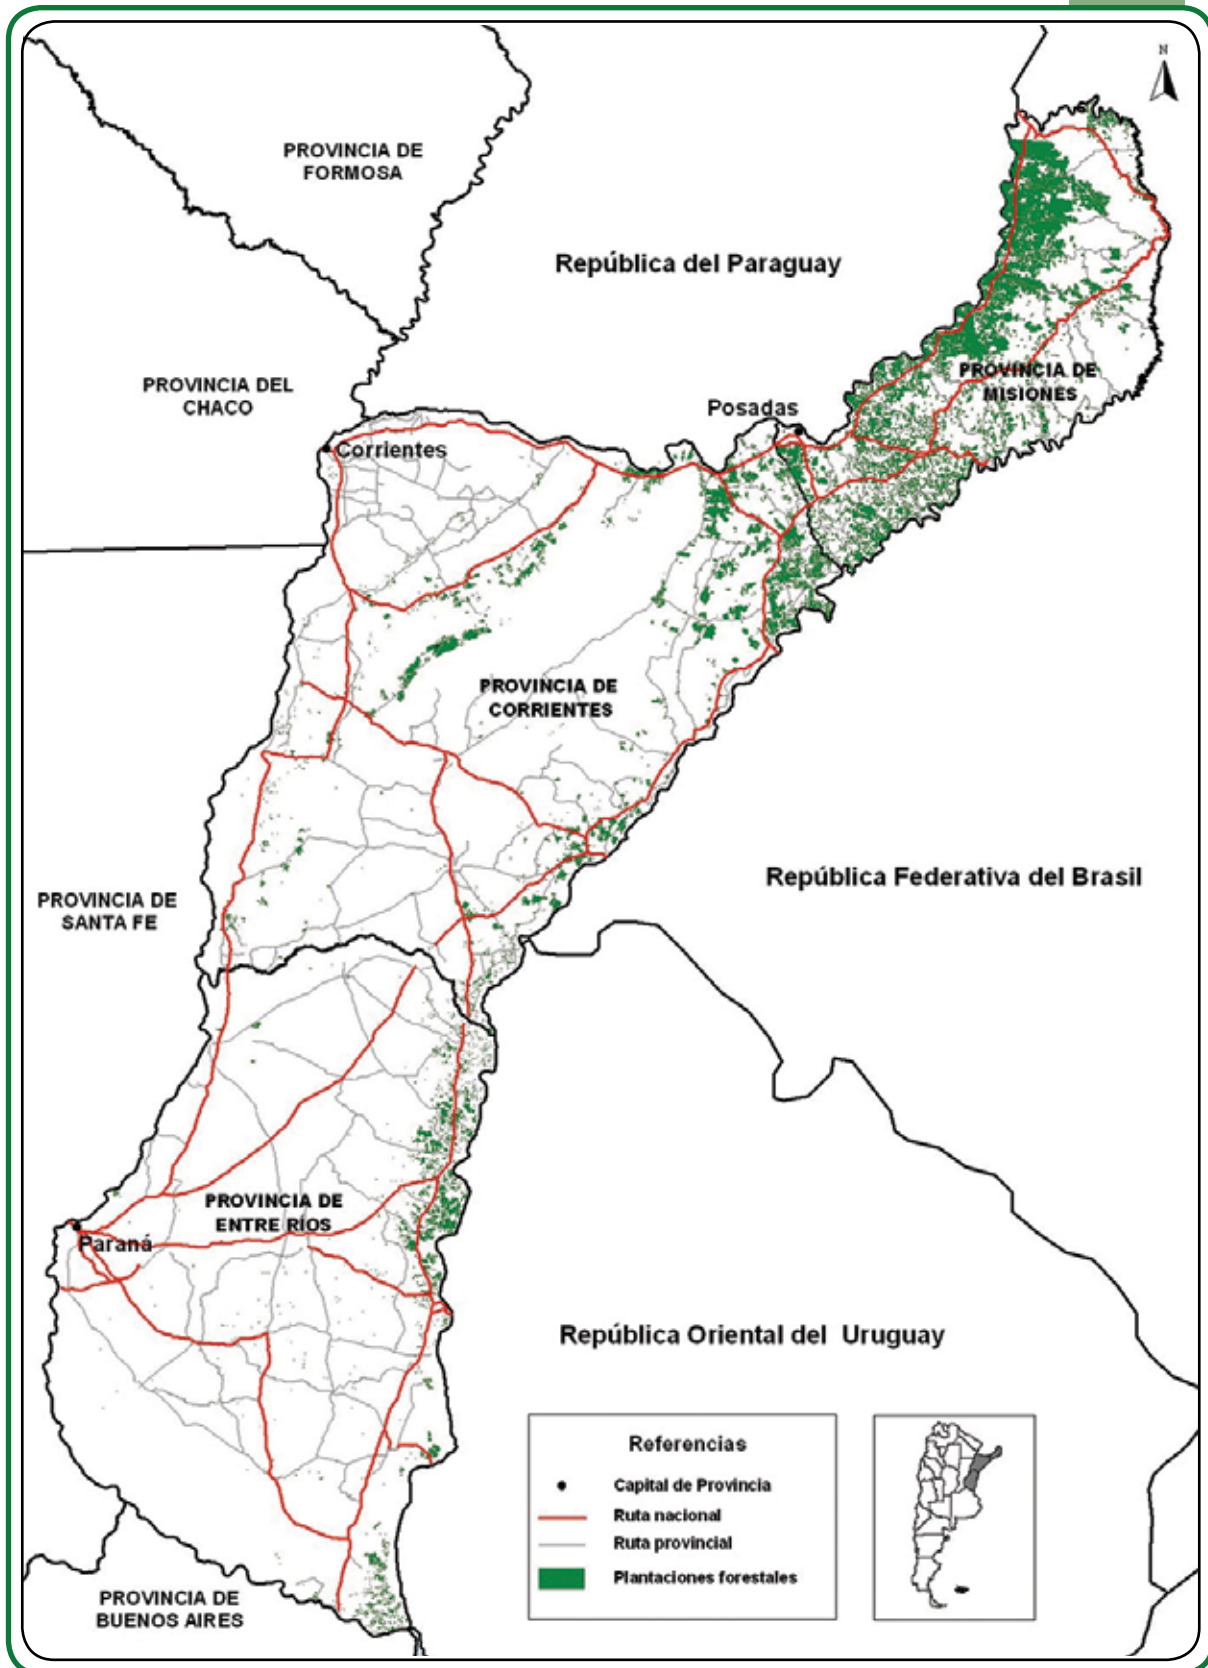 N
PROVINCIA DE
FORMOSA
República del Paraguay
PROVINCIA DEL
CHACO
PROVINCIA DE
MISIONES
Posadas
Corrientes
PROVINCIA DE
CORRIENTES
República Federativa del Brasil
PROVINCIA DE
SANTA FE
PROVINCIA DE
ENTRE RÍOS
Paraná
República Oriental del Uruguay
Referencias
Capital de Provincia
Ruta nacional
Ruta provincial
Plantaciones forestales
PROVINCIA DE
BUENOS AIRES